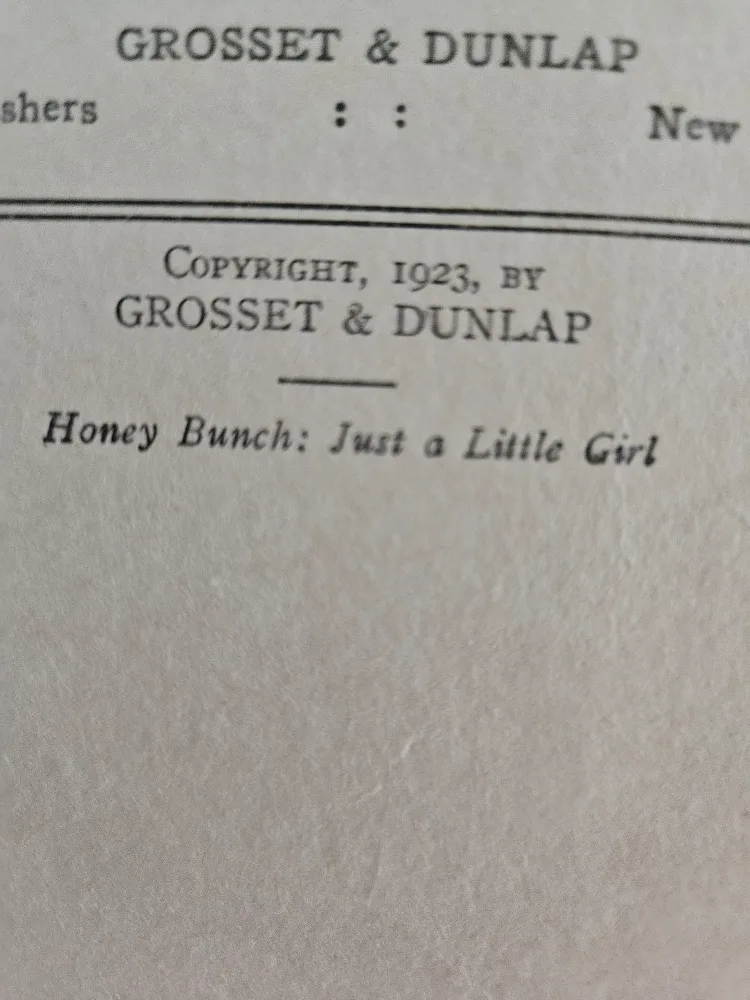 GROSSET & DUNLAP
shers : : New
COPYRIGHT, 1923, BY
GROSSET & DUNLAP
Honey Bunch: Just a Little Girl